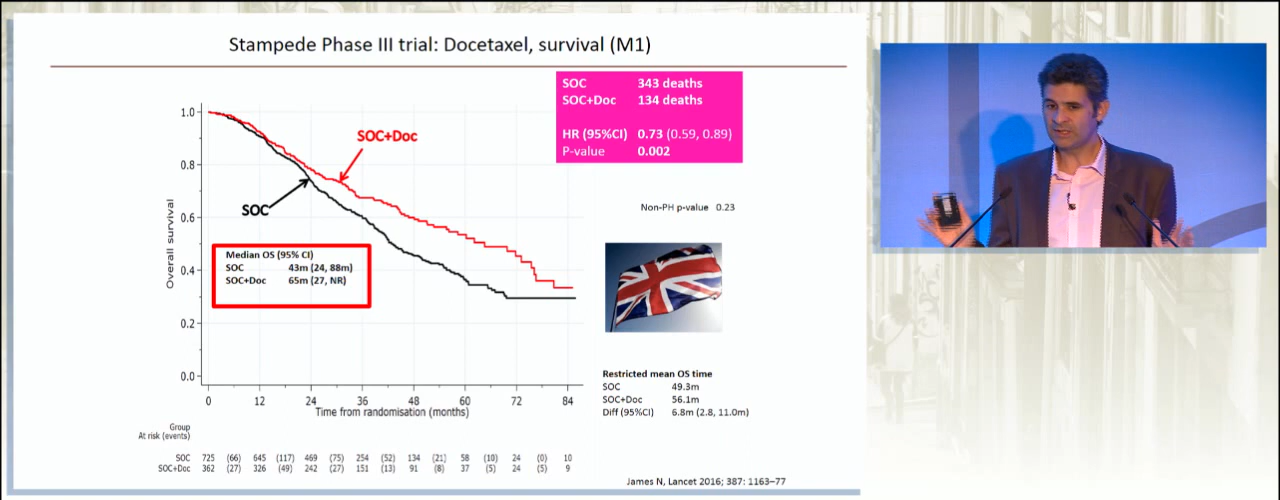 Stampede Phase III trial: Docetaxel, survival (M1)
SOC 343 deaths
SOC+Doc 134 deaths
HR (95%CI) 0.73 (0.59, 0.89)
P-value 0.002
Non-PH p-value 0.23
Overall survival
1.0
0.8
0.6
0.4
0.2
0.0
SOC+Doc
SOC
Median OS (95% CI)
SOC 43m (24, 88m)
SOC+Doc 65m (27, NR)
0 12 24 36 48 60 72 84
Time from randomisation (months)
Restricted mean OS time
SOC 49.3m
SOC+Doc 56.1m
Diff (95%CI) 6.8m (2.8, 11.0m)
Group
At risk (events)
SOC 725 (66) 645 (117) 469 (75) 254 (52) 134 (21) 58 (10) 24 (0) 10
SOC+Doc 362 (27) 326 (49) 242 (27) 151 (13) 91 (8) 37 (5) 24 (5) 9
James N, Lancet 2016; 387: 1163–77